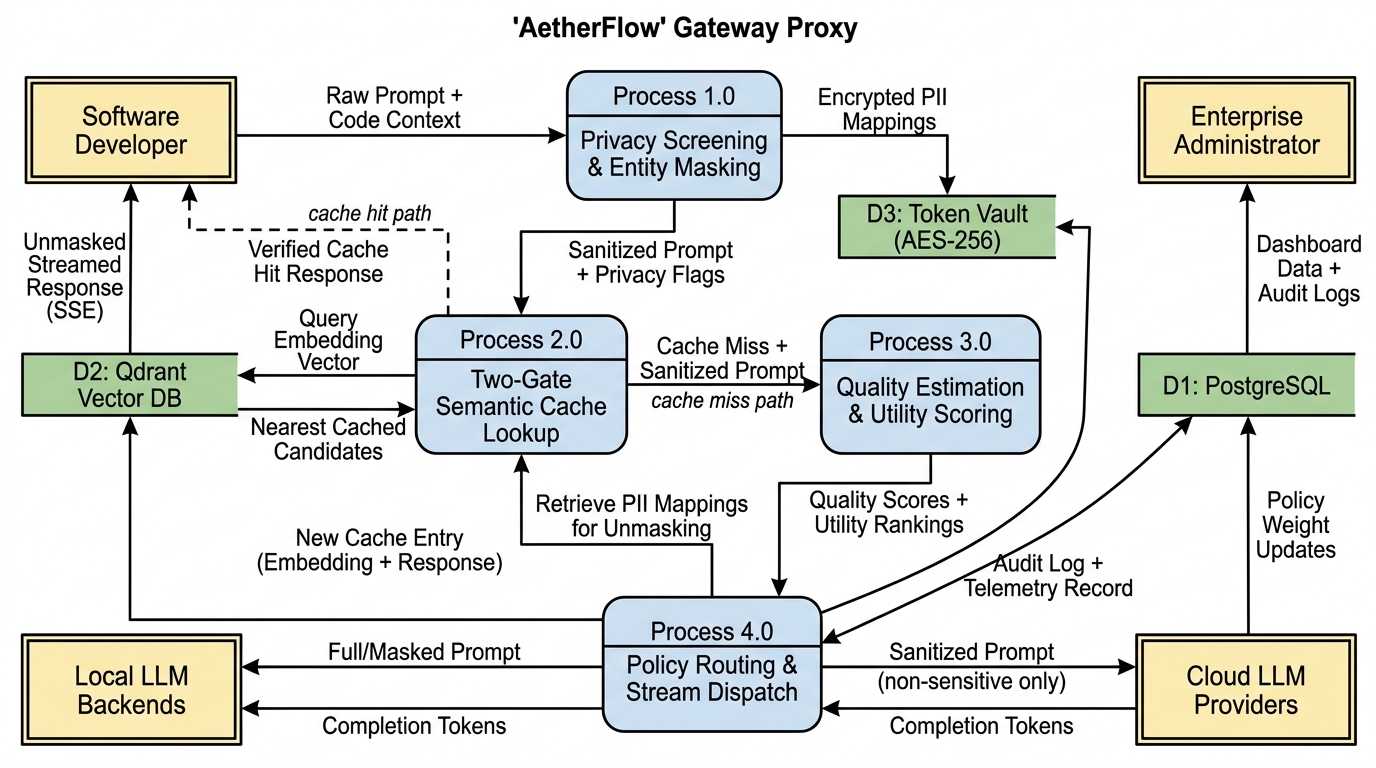 'AetherFlow' Gateway Proxy
Software
Developer
Raw Prompt +
Code Context
Process 1.0
Privacy Screening
& Entity Masking
Encrypted PII
Mappings
Enterprise
Administrator
D3: Token Vault
(AES-256)
cache hit path
Verified Cache
Hit Response
Unmasked
Streamed
Response
(SSE)
Sanitized Prompt
+ Privacy Flags
Dashboard
Data +
Audit Logs
Query
Embedding
Vector
Process 2.0
Two-Gate
Semantic Cache
Lookup
Cache Miss +
Sanitized Prompt
cache miss path
Process 3.0
Quality Estimation
& Utility Scoring
D2: Qdrant
Vector DB
D1: PostgreSQL
Nearest Cached
Candidates
Retrieve PII Mappings
for Unmasking
Quality Scores +
Utility Rankings
Policy
Weight
Updates
New Cache Entry
(Embedding + Response)
Audit Log +
Telemetry Record
Process 4.0
Policy Routing &
Stream Dispatch
Local LLM
Backends
Full/Masked Prompt
Completion Tokens
Sanitized Prompt
(non-sensitive only)
Completion Tokens
Cloud LLM
Providers